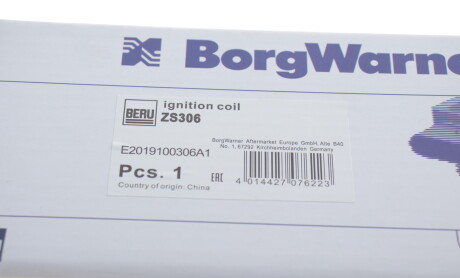 BorgWarne
BERU
ignition coil
ZS306
BorgWarner Aftermarket Europe GmbH, Alte B40
No. 1, 67292 Kirchheimbolanden Germany
E2019100306A1
Pcs. 1
Country of origin: China
EAC
4 014427 076223